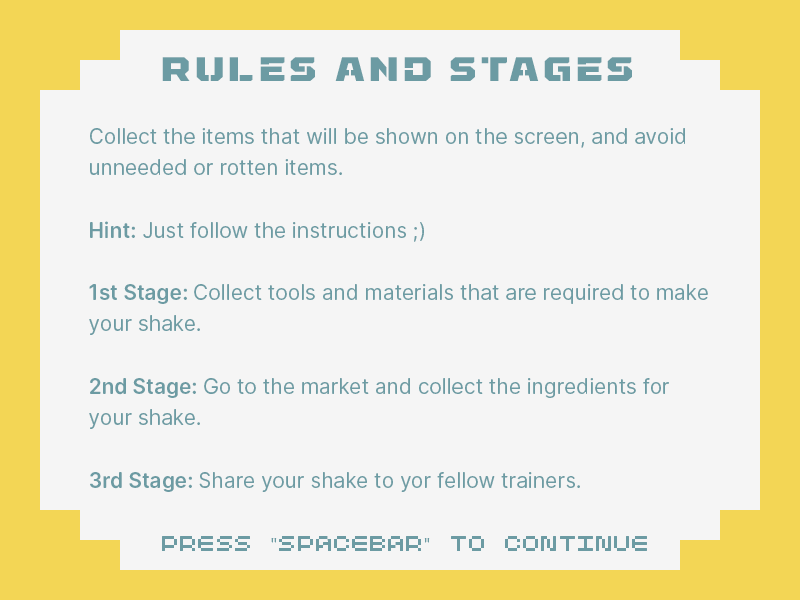 RULES AND STAGES
Collect the items that will be shown on the screen, and avoid
unneeded or rotten items.
Hint: Just follow the instructions ;)
1st Stage: Collect tools and materials that are required to make
your shake.
2nd Stage: Go to the market and collect the ingredients for
your shake.
3rd Stage: Share your shake to yor fellow trainers.
PRESS "SPACEBAR" TO CONTINUE